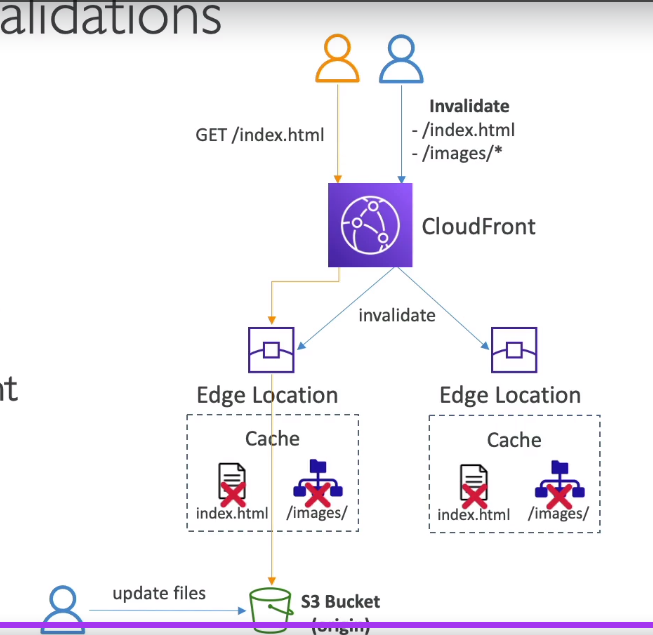 alidations
GET /index.html
Invalidate
- /index.html
- /images/*
CloudFront
invalidate
nt
Edge Location
Edge Location
Cache
Cache
index.html
/images/
index.html
/images/
update files
S3 Bucket
(origin)